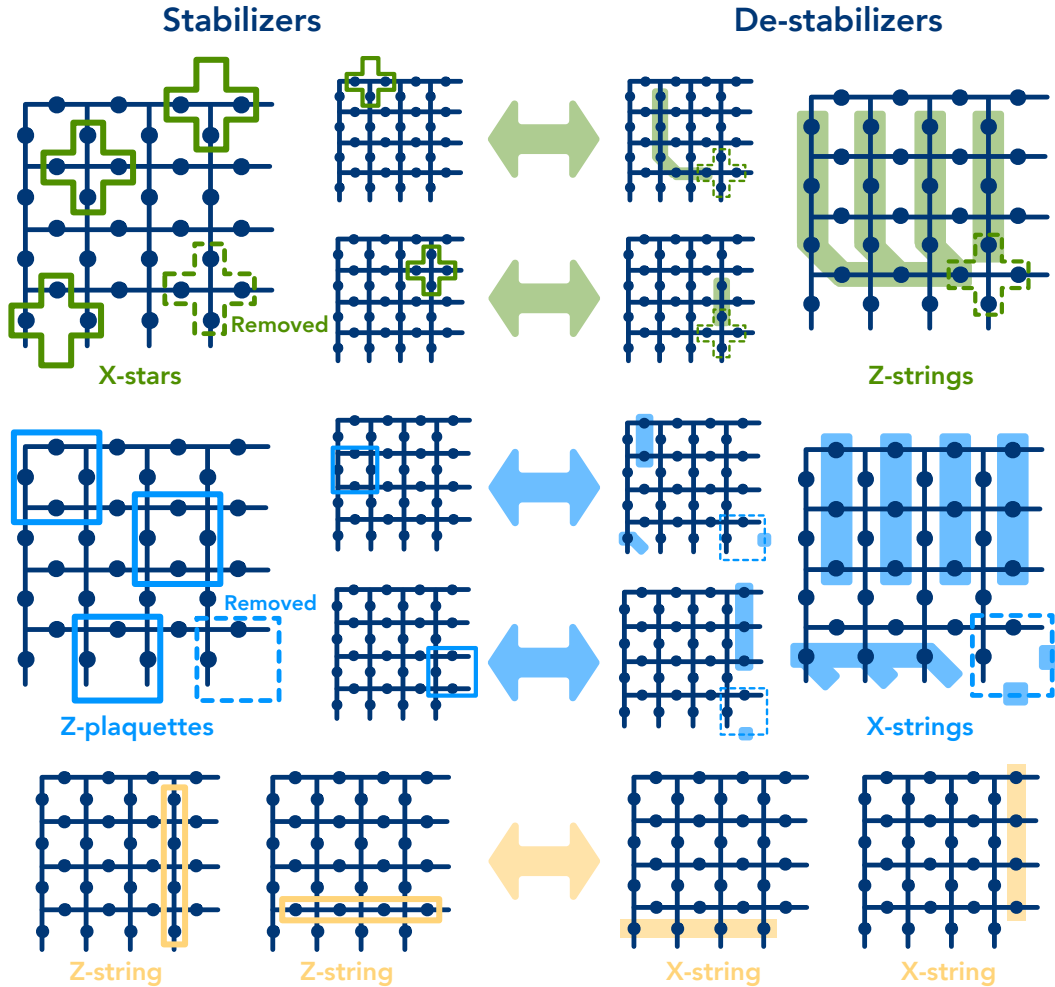 Stabilizers
De-stabilizers
Removed
X-stars
Z-strings
Removed
Z-plaquettes
X-strings
Z-string
Z-string
X-string
X-string